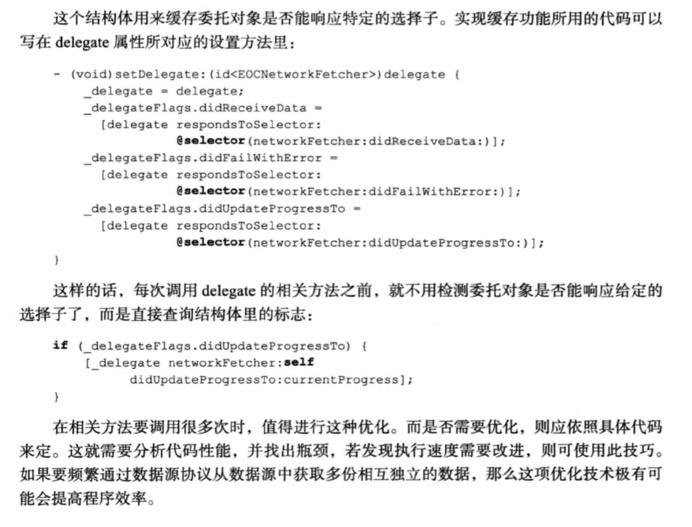 这个结构体用来缓存委托对象是否能响应特定的选择子。实现缓存功能所用的代码可以
写在 delegate 属性所对应的设置方法里：
- (void)setDelegate:(id<EOCNetworkFetcher>)delegate {
_delegate = delegate;
_delegateFlags.didReceiveData =
[delegate respondsToSelector:
@selector(networkFetcher:didReceiveData:)];
_delegateFlags.didFailWithError =
[delegate respondsToSelector:
@selector(networkFetcher:didFailWithError:)];
_delegateFlags.didUpdateProgressTo =
[delegate respondsToSelector:
@selector(networkFetcher:didUpdateProgressTo:)];
}
这样的话，每次调用 delegate 的相关方法之前，就不用检测委托对象是否能响应给定的
选择子了，而是直接查询结构体里的标志：
if (_delegateFlags.didUpdateProgressTo) {
[_delegate networkFetcher:self
didUpdateProgressTo:currentProgress];
}
在相关方法要调用很多次时，值得进行这种优化。而是否需要优化，则应依照具体代码
来定。这就需要分析代码性能，并找出瓶颈，若发现执行速度需要改进，则可使用此技巧。
如果要频繁通过数据源协议从数据源中获取多份相互独立的数据，那么这项优化技术极有可
能会提高程序效率。